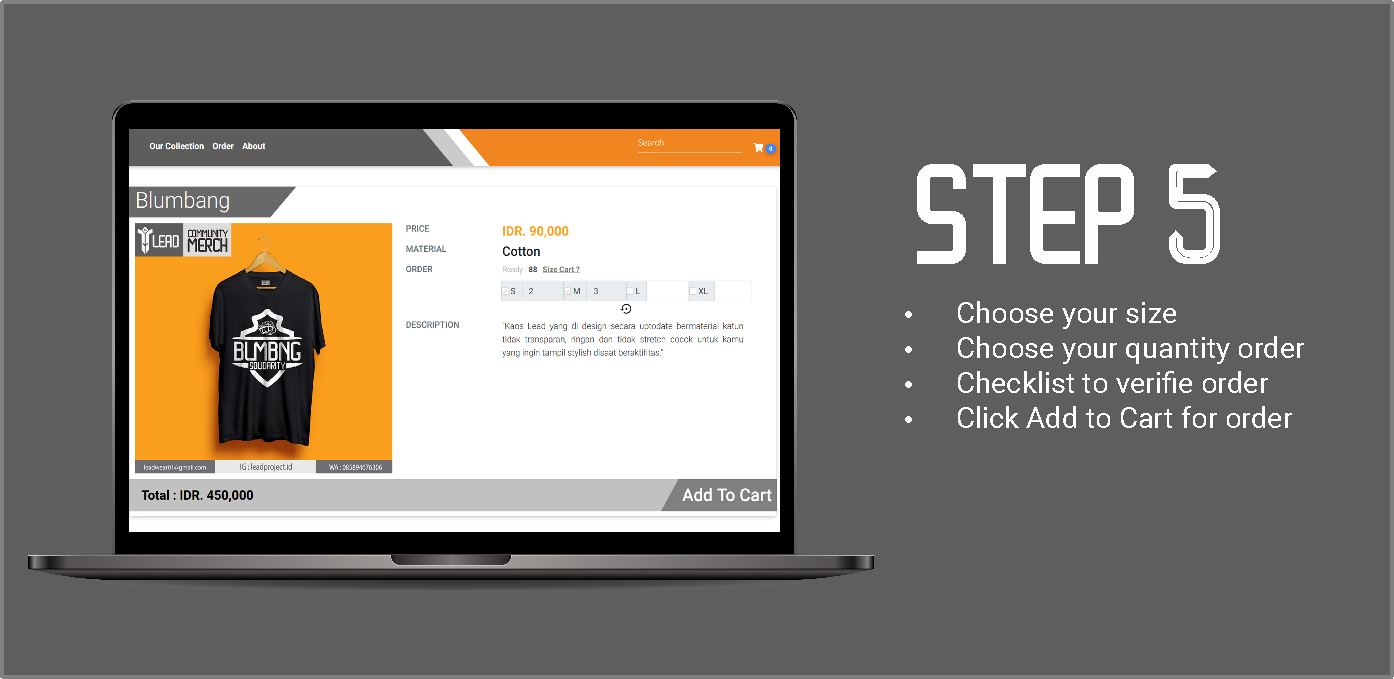 Our Collection Order About
Search
0
Blumbang
LEAD
COMMUNITY
MERCH
BLMBNG
SOLIDARITY
leadwear01@gmail.com
IG : leadproject.id
WA : 085894676306
PRICE
IDR. 90,000
MATERIAL
Cotton
ORDER
Ready : 88 Size Cart ?
S 2 M 3 L XL
DESCRIPTION
"Kaos Lead yang di design secara uptodate bermaterial katun
tidak transparan, ringan dan tidak stretch cocok untuk kamu
yang ingin tampil stylish disaat beraktifitas."
Total : IDR. 450,000
Add To Cart
STEP 5
• Choose your size
• Choose your quantity order
• Checklist to verifie order
• Click Add to Cart for order